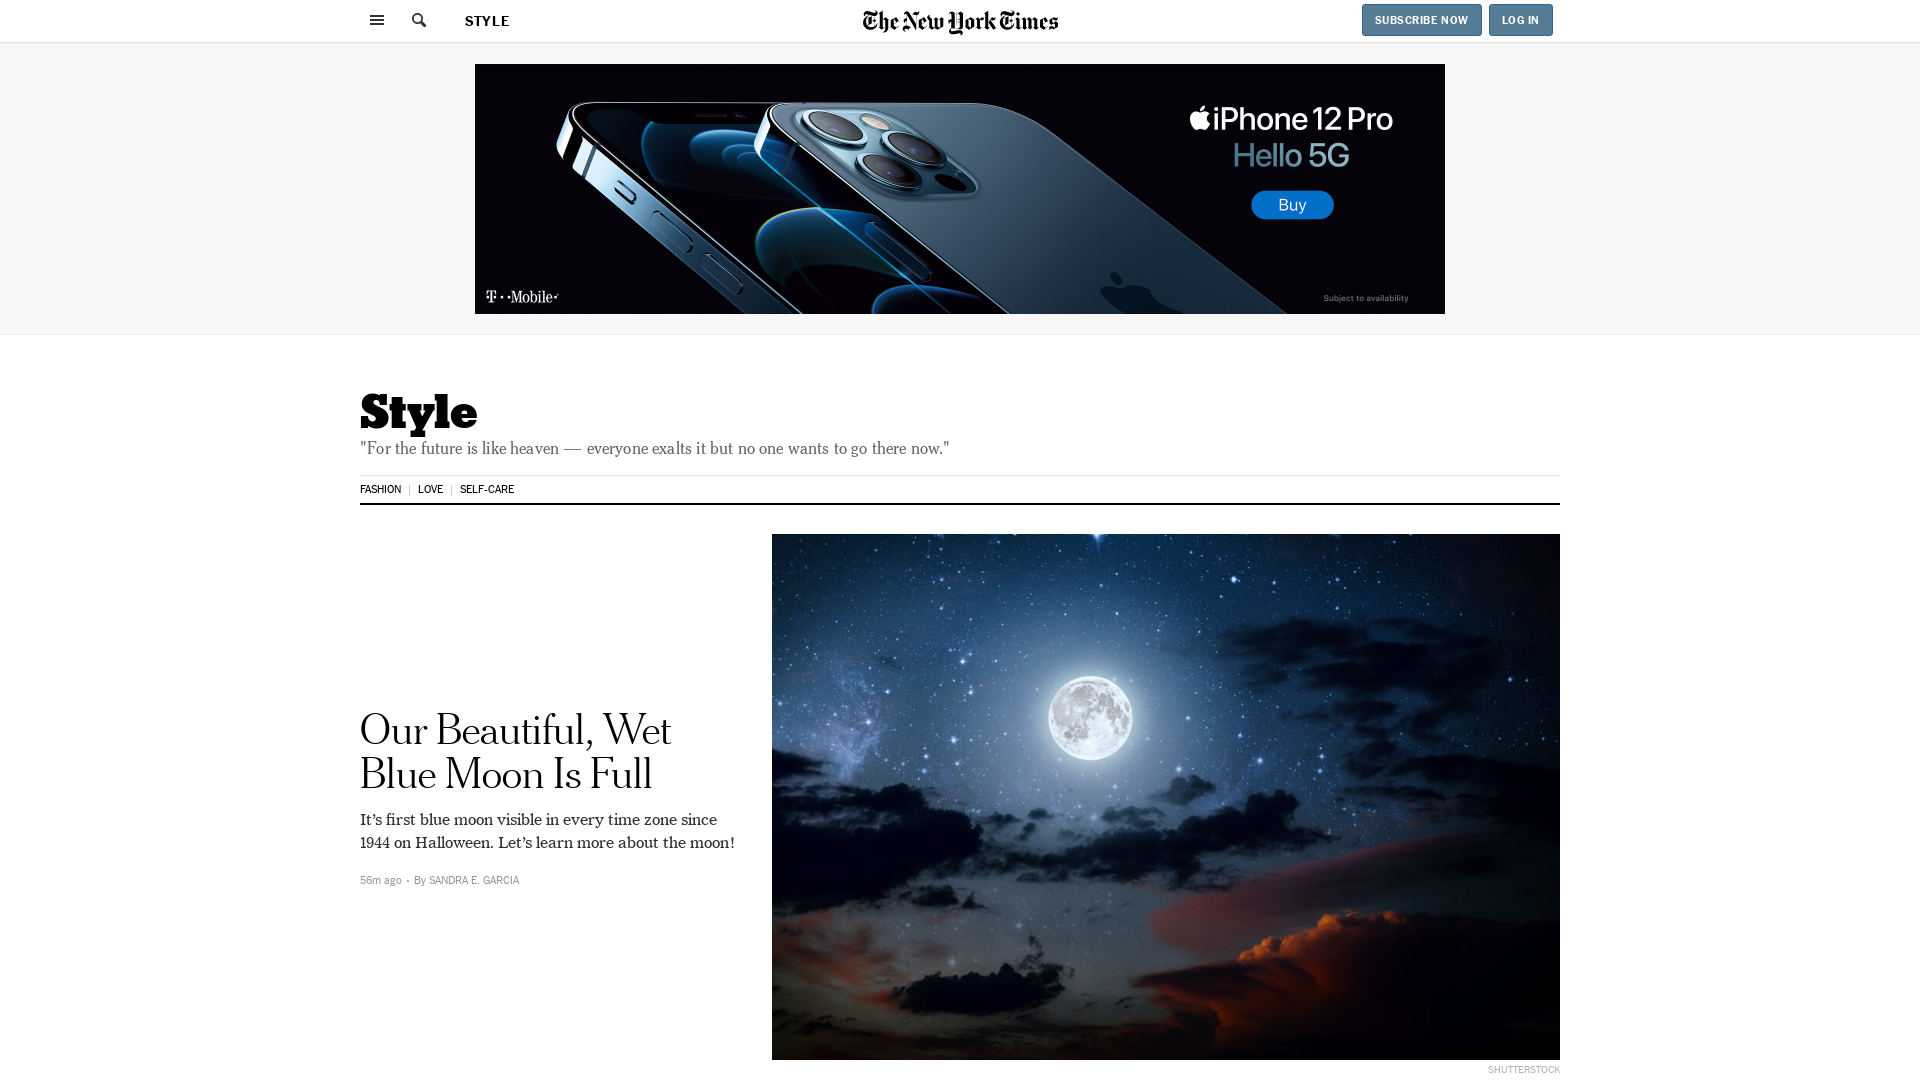 STYLE
The New York Times
SUBSCRIBE NOW
LOG IN
iPhone 12 Pro
Hello 5G
Buy
T Mobile
Subject to availability
Style
"For the future is like heaven — everyone exalts it but no one wants to go there now."
FASHION | LOVE | SELF-CARE
Our Beautiful, Wet
Blue Moon Is Full
It’s first blue moon visible in every time zone since
1944 on Halloween. Let’s learn more about the moon!
56m ago · By SANDRA E. GARCIA
SHUTTERSTOCK